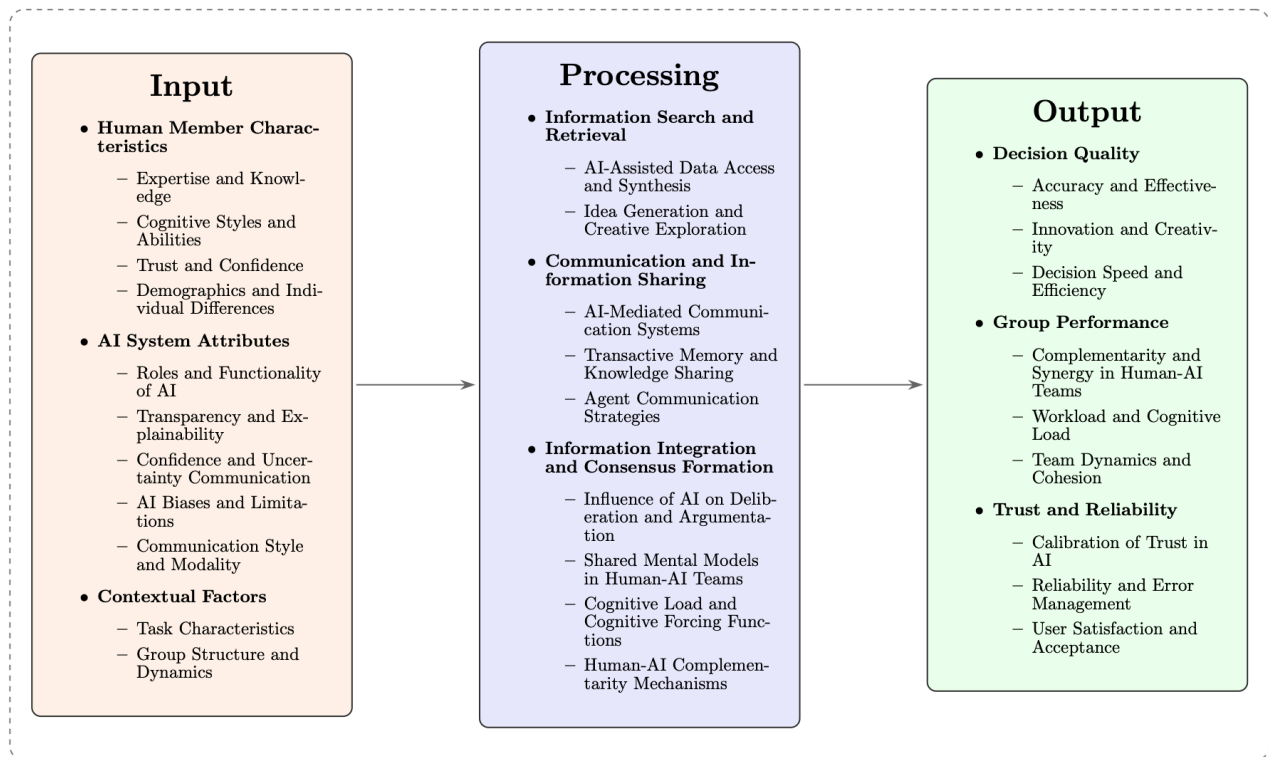 Input
• Human Member Charac-
teristics
– Expertise and Knowl-
edge
– Cognitive Styles and
Abilities
– Trust and Confidence
– Demographics and Indi-
vidual Differences
• AI System Attributes
– Roles and Functionality
of AI
– Transparency and Ex-
plainability
– Confidence and Uncer-
tainty Communication
– AI Biases and Limita-
tions
– Communication Style
and Modality
• Contextual Factors
– Task Characteristics
– Group Structure and
Dynamics
Processing
• Information Search and
Retrieval
– AI-Assisted Data Access
and Synthesis
– Idea Generation and
Creative Exploration
• Communication and In-
formation Sharing
– AI-Mediated Communi-
cation Systems
– Transactive Memory and
Knowledge Sharing
– Agent Communication
Strategies
• Information Integration
and Consensus Formation
– Influence of AI on Delib-
eration and Argumenta-
tion
– Shared Mental Models
in Human-AI Teams
– Cognitive Load and
Cognitive Forcing Func-
tions
– Human-AI Complemen-
tarity Mechanisms
Output
• Decision Quality
– Accuracy and Effective-
ness
– Innovation and Creativ-
ity
– Decision Speed and
Efficiency
• Group Performance
– Complementarity and
Synergy in Human-AI
Teams
– Workload and Cognitive
Load
– Team Dynamics and
Cohesion
• Trust and Reliability
– Calibration of Trust in
AI
– Reliability and Error
Management
– User Satisfaction and
Acceptance